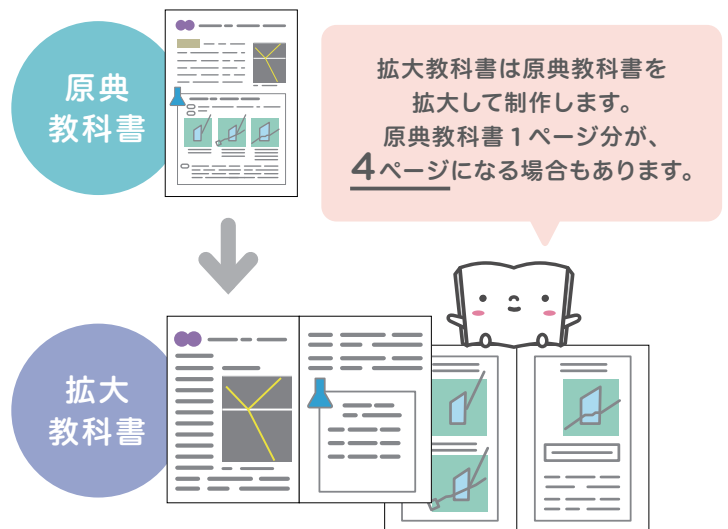 原典
教科書
拡大教科書は原典教科書を
拡大して制作します。
原典教科書1ページ分が、
4ページになる場合もあります。
拡大
教科書